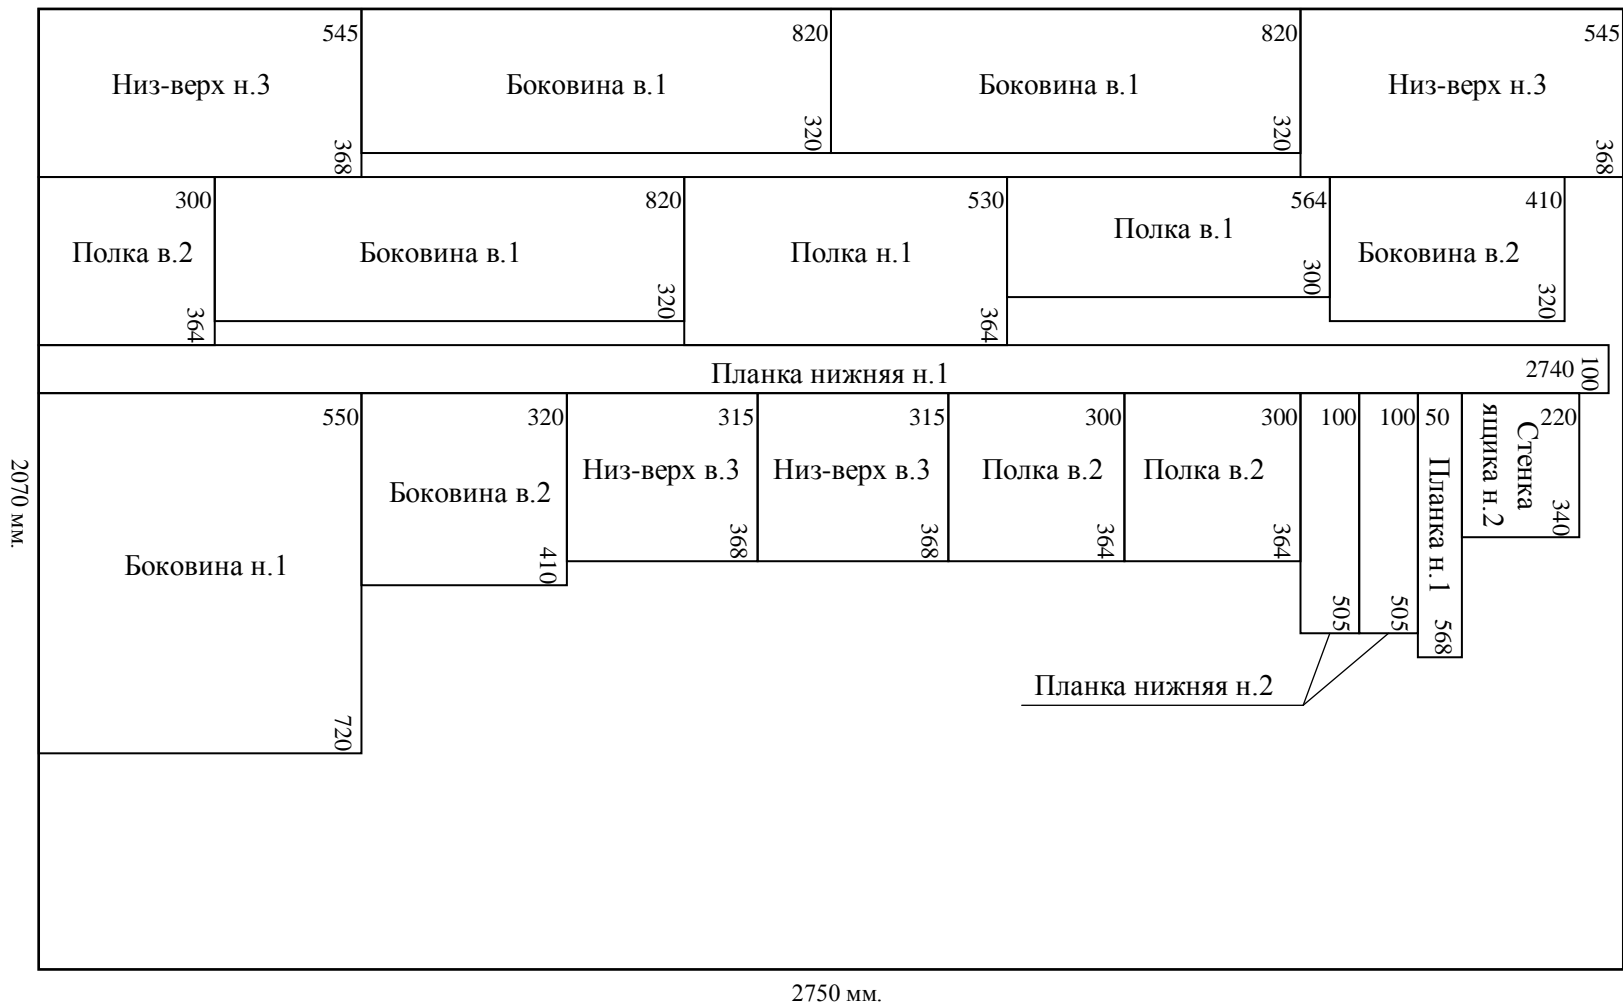 545
820
820
545
Низ-верх н.3
Боковина в.1
Боковина в.1
Низ-верх н.3
368
320
320
368
300
820
530
564
410
Полка в.2
Боковина в.1
Полка н.1
Полка в.1
Боковина в.2
364
320
364
300
320
Планка нижняя н.1
2740
100
550
320
315
315
300
300
100
100
50
220
Боковина н.1
Боковина в.2
Низ-верх в.3
Низ-верх в.3
Полка в.2
Полка в.2
Планка н.1
Стенка
ящика н.2
720
410
368
368
364
364
505
505
568
340
Планка нижняя н.2
2070 мм.
2750 мм.